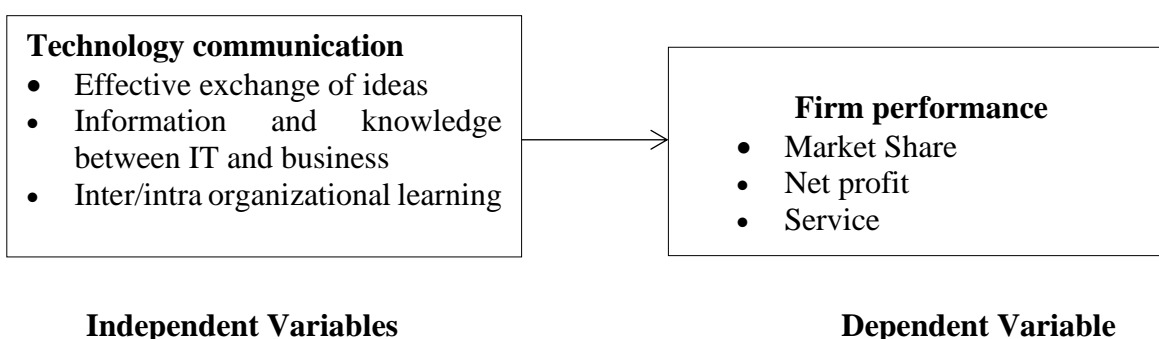 Technology communication
• Effective exchange of ideas
• Information and knowledge
between IT and business
• Inter/intra organizational learning
Firm performance
• Market Share
• Net profit
• Service
Independent Variables
Dependent Variable